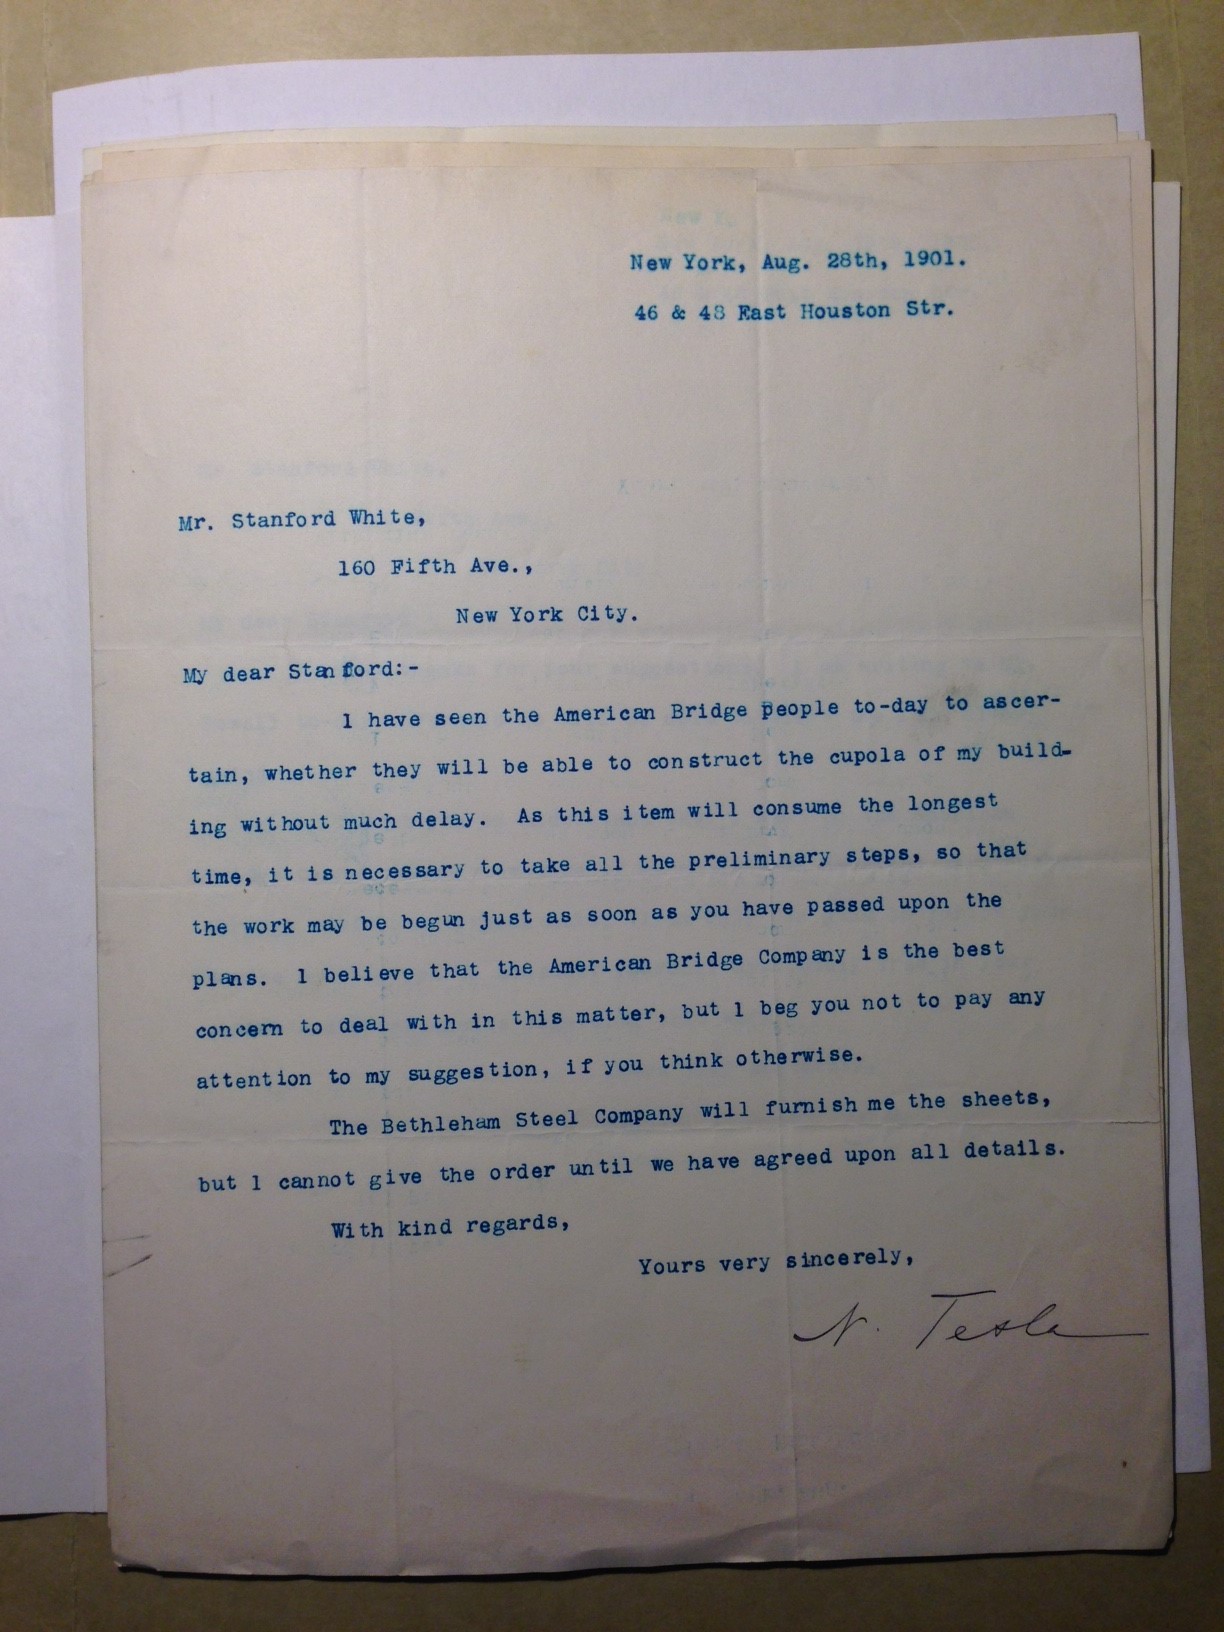 New York, Aug. 28th, 1901.
46 & 48 East Houston Str.
Mr. Stanford White,
160 Fifth Ave.,
New York City.
My dear Stanford:-
I have seen the American Bridge people to-day to ascer-
tain, whether they will be able to construct the cupola of my build-
ing without much delay. As this item will consume the longest
time, it is necessary to take all the preliminary steps, so that
the work may be begun just as soon as you have passed upon the
plans. I believe that the American Bridge Company is the best
concern to deal with in this matter, but I beg you not to pay any
attention to my suggestion, if you think otherwise.
The Bethleham Steel Company will furnish me the sheets,
but I cannot give the order until we have agreed upon all details.
With kind regards,
Yours very sincerely,
N. Tesla